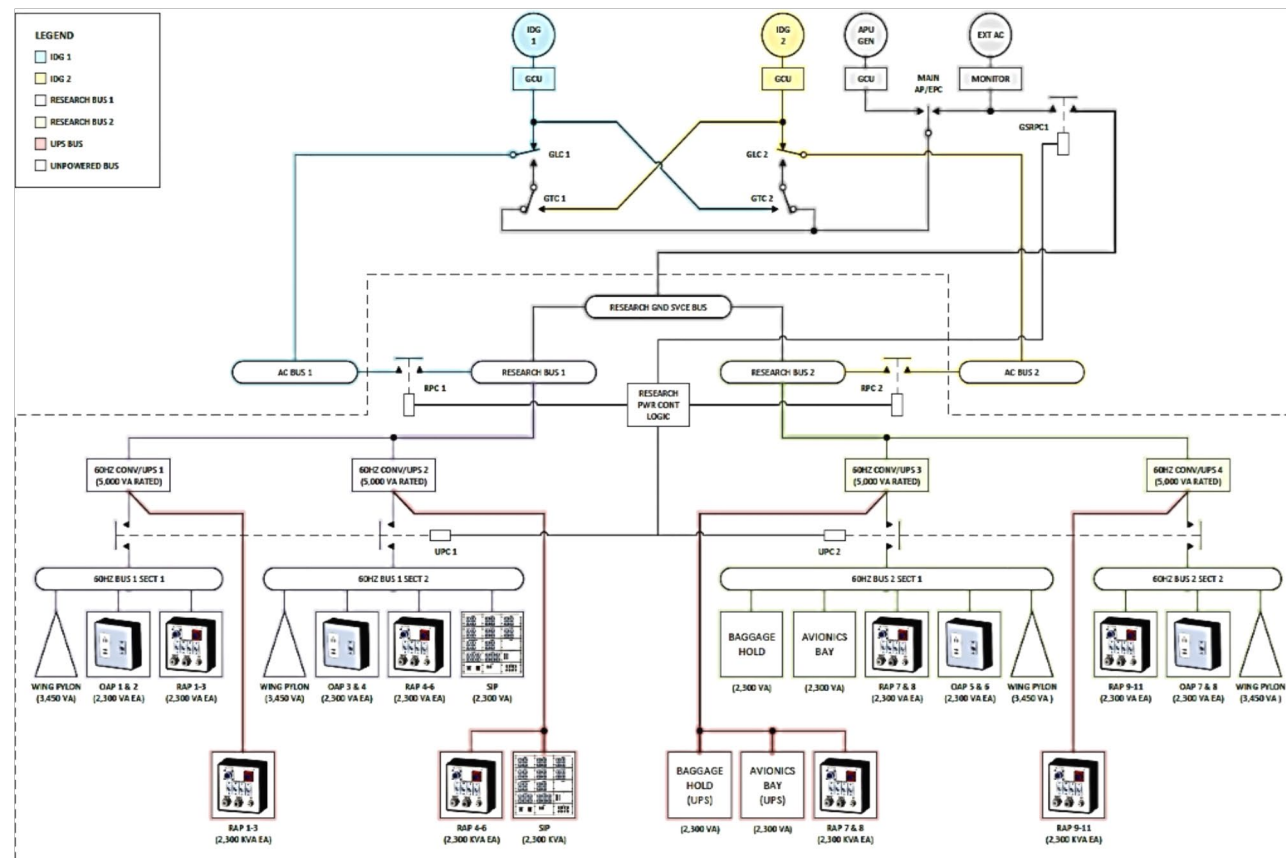 LEGEND
IDG 1
IDG 2
RESEARCH BUS 1
RESEARCH BUS 2
UPS BUS
UNPOWERED BUS
IDG
1
IDG
2
APU
GEN
EXT AC
GCU
GCU
GCU
MAIN
AP/EPC
MONITOR
GSRPC1
GLC 1
GLC 2
GTC 1
GTC 2
RESEARCH GND SVCE BUS
AC BUS 1
RPC 1
RESEARCH BUS 1
RESEARCH BUS 2
RPC 2
AC BUS 2
RESEARCH
PWR CONT
LOGIC
60HZ CONV/UPS 1
(5,000 VA RATED)
60HZ CONV/UPS 2
(5,000 VA RATED)
60HZ CONV/UPS 3
(5,000 VA RATED)
60HZ CONV/UPS 4
(5,000 VA RATED)
UPC 1
UPC 2
60HZ BUS 1 SECT 1
60HZ BUS 1 SECT 2
60HZ BUS 2 SECT 1
60HZ BUS 2 SECT 2
WING PYLON
(3,450 VA)
OAP 1 & 2
(2,300 VA EA)
RAP 1-3
(2,300 VA EA)
WING PYLON
(3,450 VA)
OAP 3 & 4
(2,300 VA EA)
RAP 4-6
(2,300 VA EA)
SIP
(2,300 VA)
BAGGAGE
HOLD
(2,300 VA)
AVIONICS
BAY
(2,300 VA)
RAP 7 & 8
(2,300 VA EA)
OAP 5 & 6
(2,300 VA EA)
WING PYLON
(3,450 VA)
RAP 9-11
(2,300 VA EA)
OAP 7 & 8
(2,300 VA EA)
WING PYLON
(3,450 VA )
RAP 1-3
(2,300 KVA EA)
RAP 4-6
(2,300 KVA EA)
SIP
(2,300 KVA)
BAGGAGE
HOLD
(UPS)
(2,300 VA)
AVIONICS
BAY
(UPS)
(2,300 VA)
RAP 7 & 8
(2,300 KVA EA)
RAP 9-11
(2,300 KVA EA)